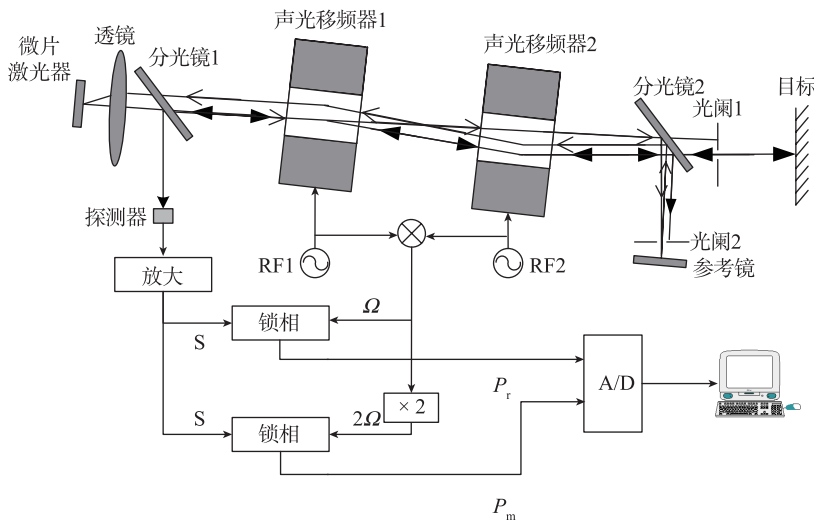 微片
激光器
透镜
分光镜1
声光移频器1
声光移频器2
分光镜2
光阑1
目标
探测器
放大
RF1
RF2
光阑2
参考镜
S
锁相
Ω
A/D
P_r
× 2
S
锁相
2Ω
P_m